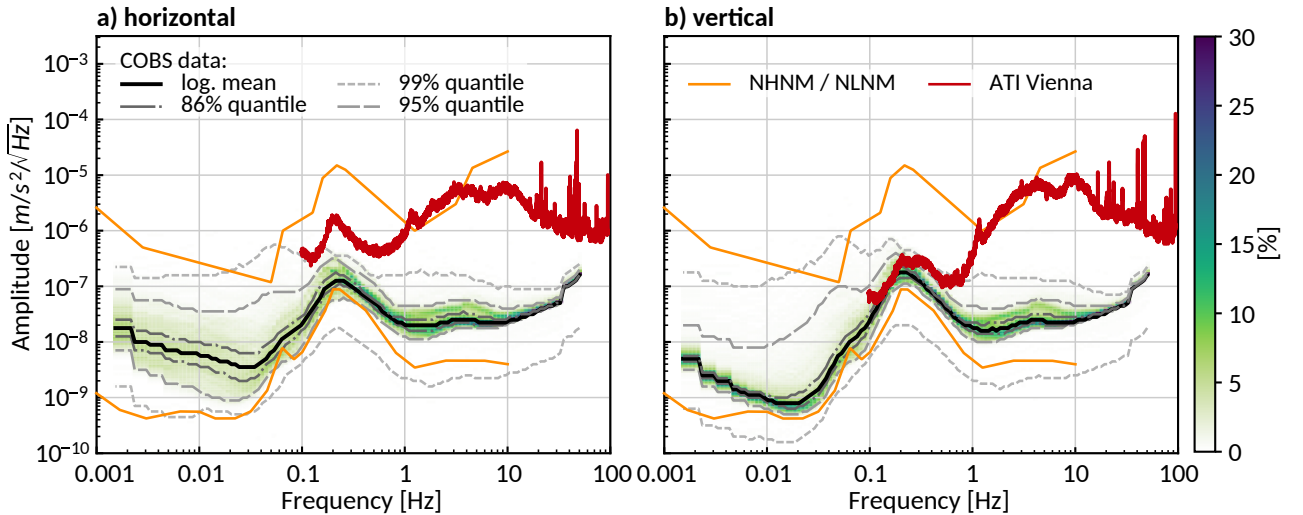 a) horizontal
b) vertical
COBS data:
log. mean
86% quantile
99% quantile
95% quantile
NHNM / NLNM
ATI Vienna
Amplitude [m/s²/√Hz]
10⁻³
10⁻⁴
10⁻⁵
10⁻⁶
10⁻⁷
10⁻⁸
10⁻⁹
10⁻¹⁰
0.001 0.01 0.1 1 10 100
Frequency [Hz]
0.001 0.01 0.1 1 10 100
Frequency [Hz]
30
25
20
15
10
5
0
[%]